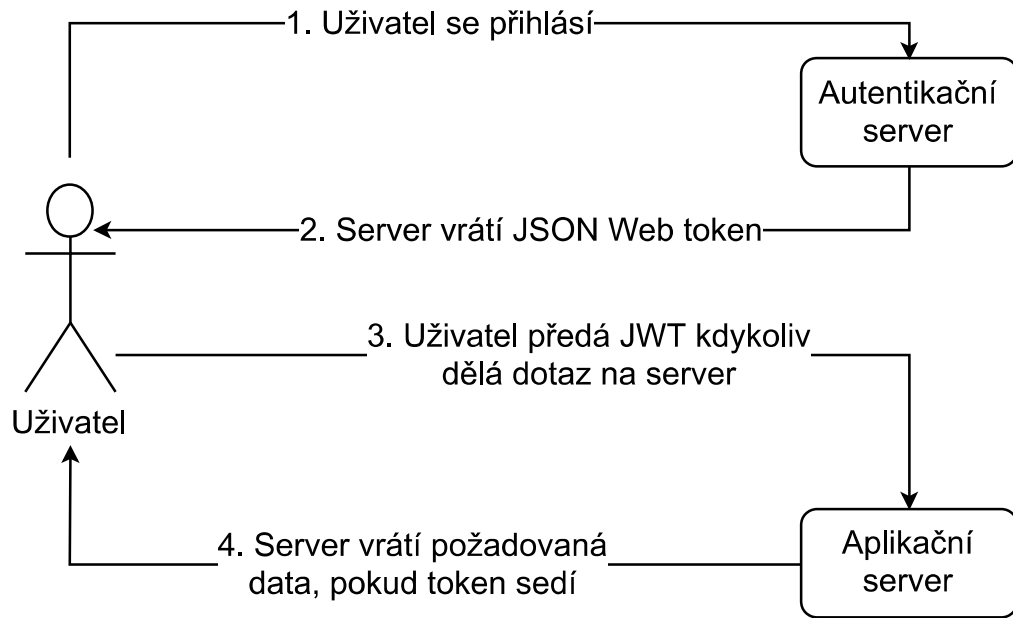 1. Uživatel se přihlásí
Autentikační
server
2. Server vrátí JSON Web token
3. Uživatel předá JWT kdykoliv
dělá dotaz na server
Uživatel
4. Server vrátí požadovaná
data, pokud token sedí
Aplikační
server